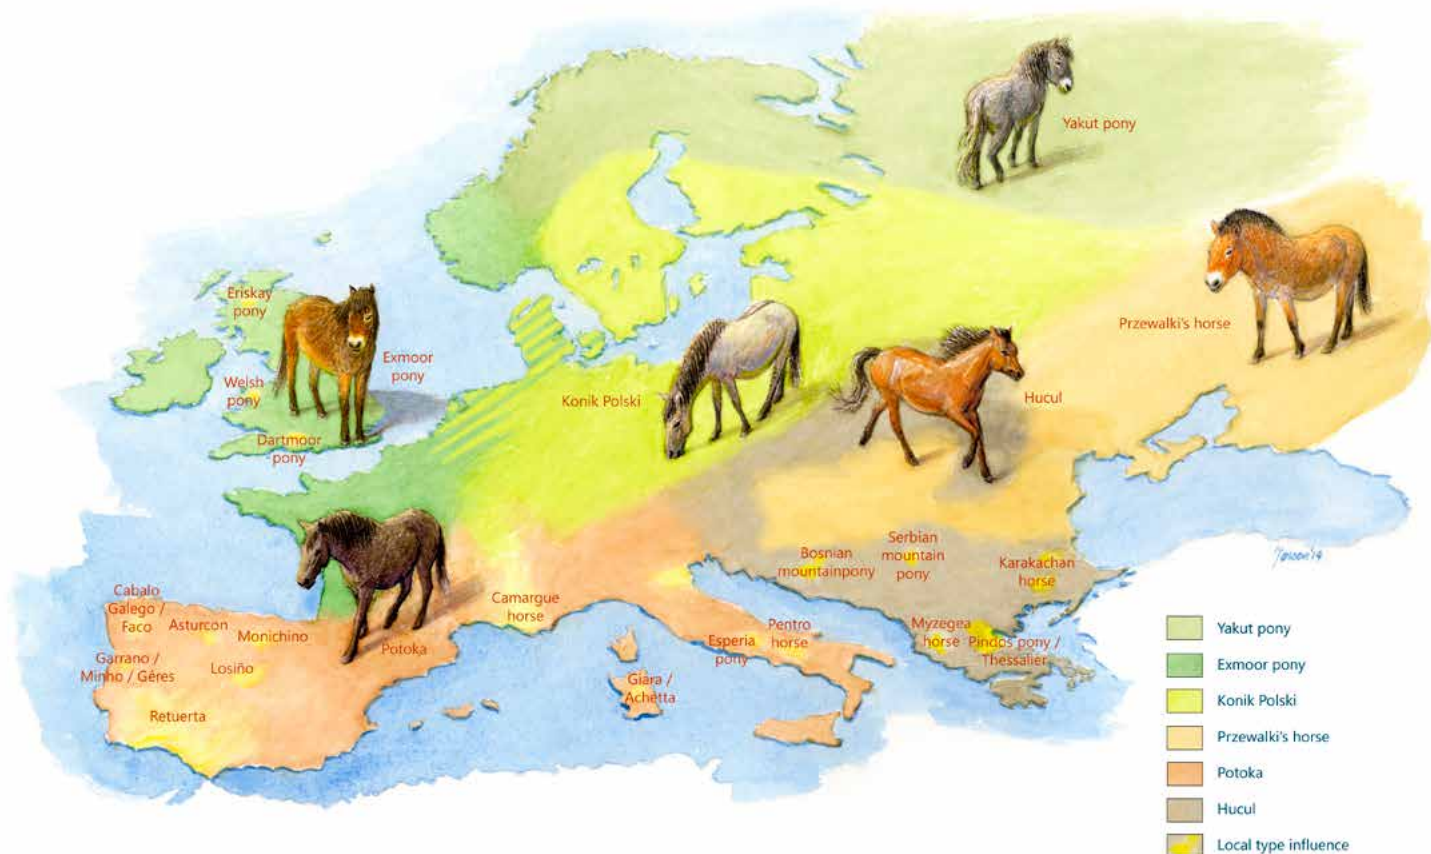 Yakut pony
Eriskay
pony
Przewalki's horse
Exmoor
pony
Welsh
pony
Konik Polski
Hucul
Dartmoor
pony
Bosnian
mountainpony
Serbian
mountain
pony
Karakachan
horse
Cabalo
Galego /
Faco
Asturcon
Monichino
Camargue
horse
Potoka
Garrano /
Minho / Gêres
Losiño
Retuerta
Giara /
Achetta
Esperia
pony
Pentro
horse
Myzegea
horse
Pindos pony /
Thessalier
Yakut pony
Exmoor pony
Konik Polski
Przewalki's horse
Potoka
Hucul
Local type influence